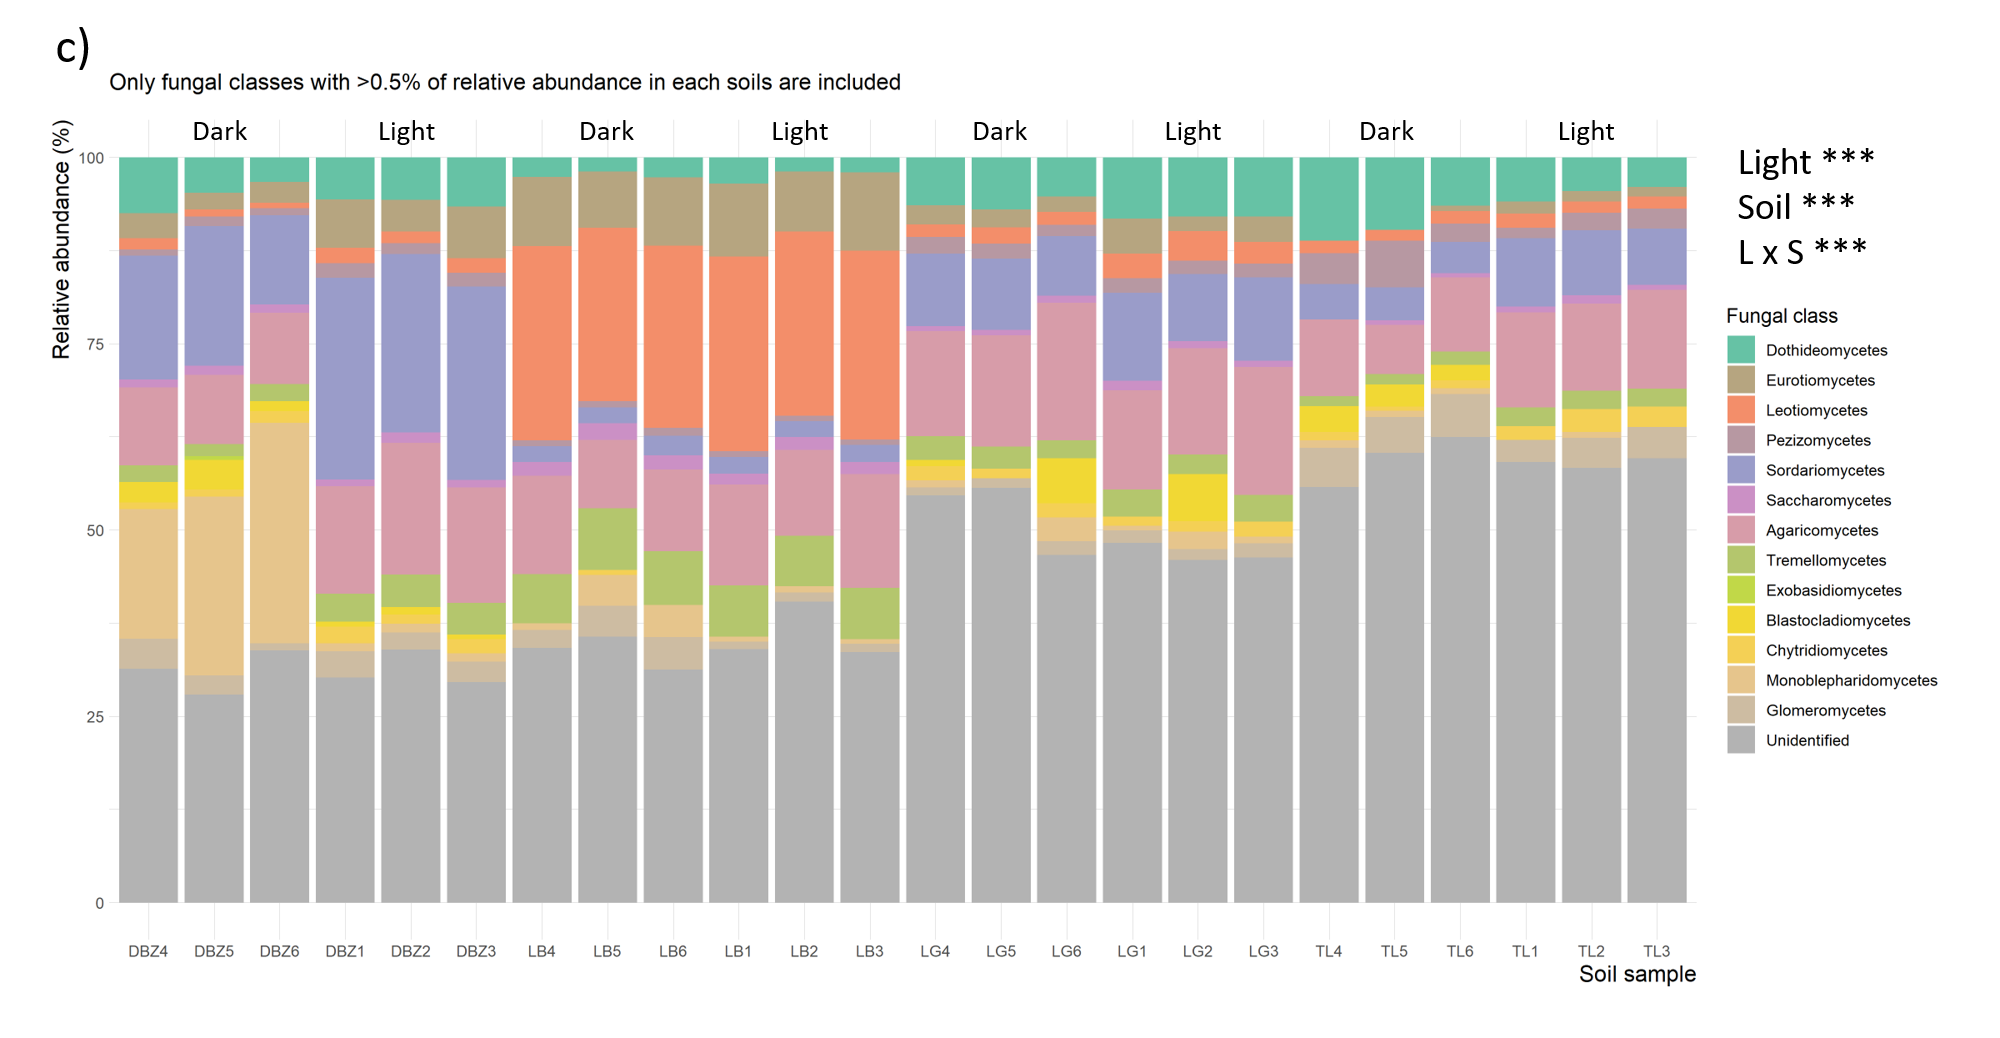 c)
Only fungal classes with >0.5% of relative abundance in each soils are included
Dark Light Dark Light Dark Light Dark Light
Relative abundance (%)
100
75
50
25
0
DBZ4 DBZ5 DBZ6 DBZ1 DBZ2 DBZ3 LB4 LB5 LB6 LB1 LB2 LB3 LG4 LG5 LG6 LG1 LG2 LG3 TL4 TL5 TL6 TL1 TL2 TL3
Soil sample
Light ***
Soil ***
L x S ***
Fungal class
Dothideomycetes
Eurotiomycetes
Leotiomycetes
Pezizomycetes
Sordariomycetes
Saccharomycetes
Agaricomycetes
Tremellomycetes
Exobasidiomycetes
Blastocladiomycetes
Chytridiomycetes
Monoblepharidomycetes
Glomeromycetes
Unidentified